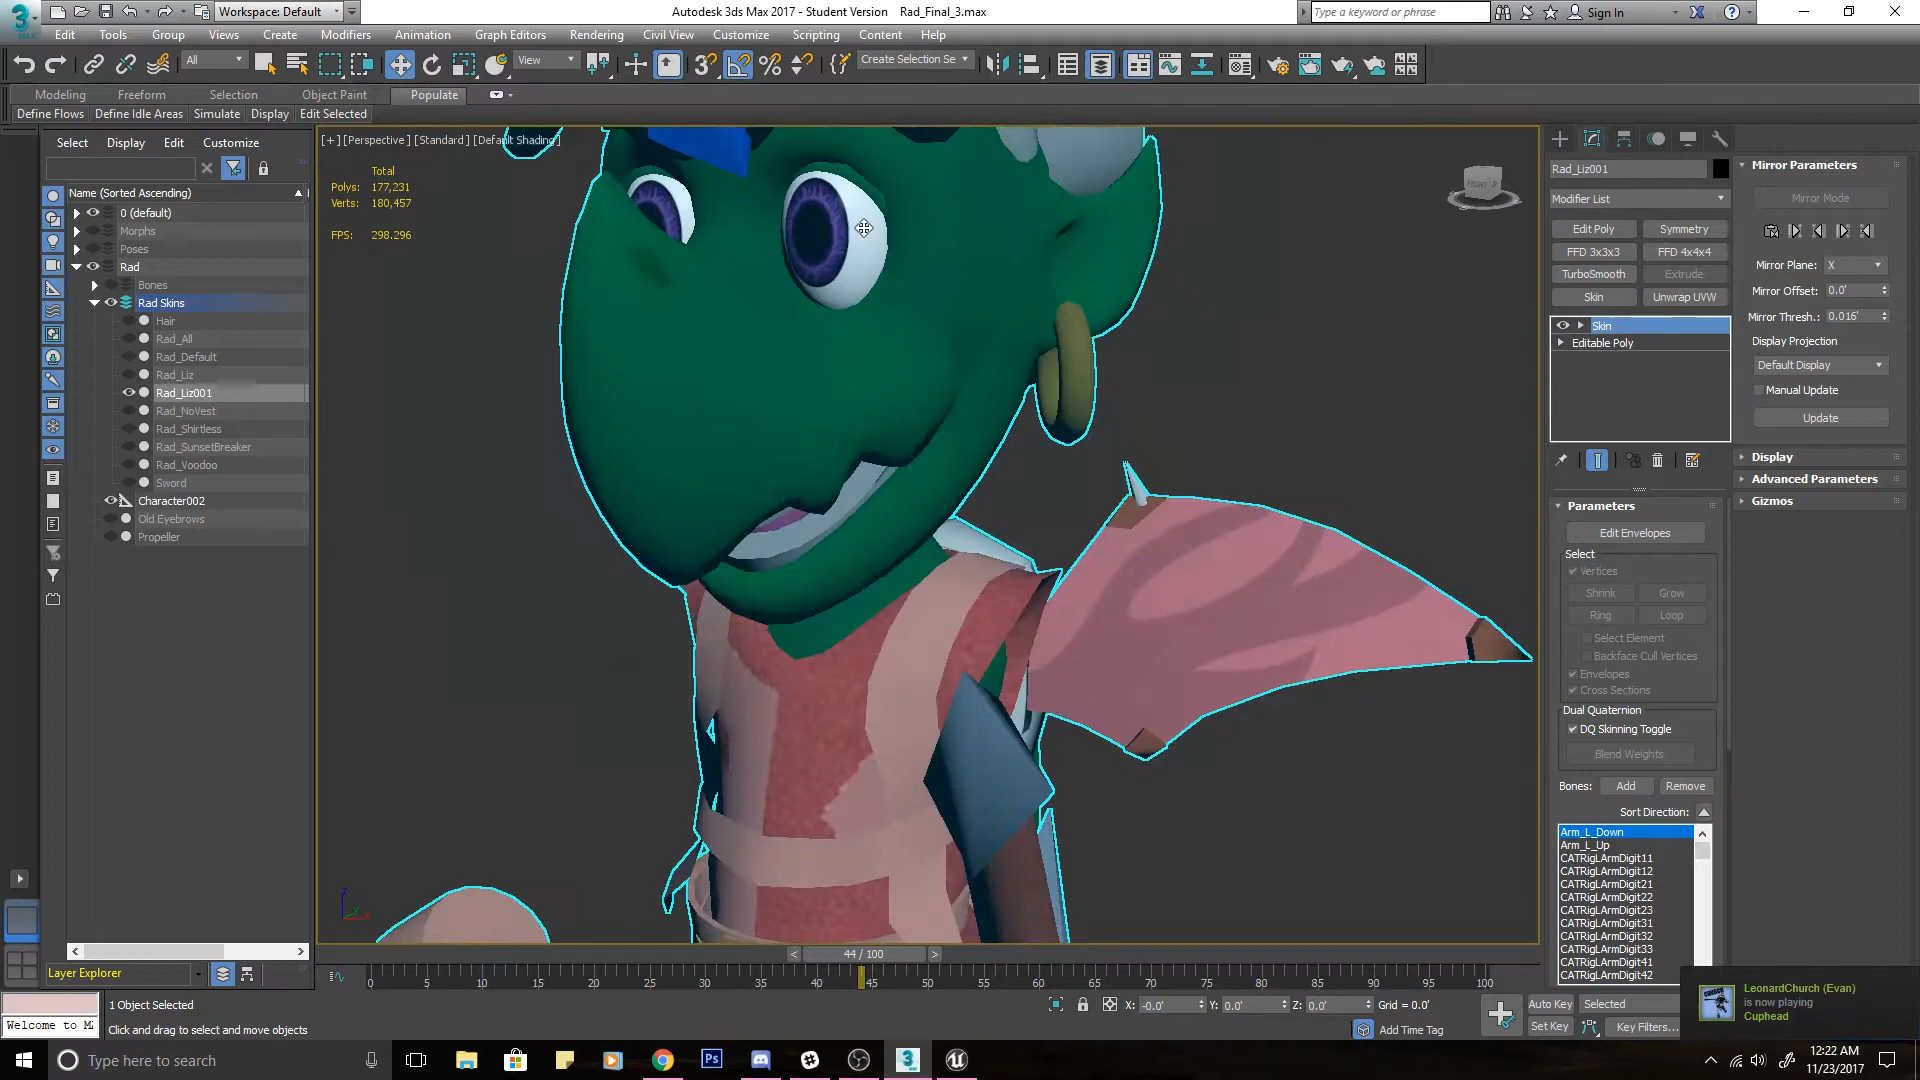 Workspace: Default
Autodesk 3ds Max 2017 - Student Version    Rad_Final_3.max
Type a keyword or phrase
Sign In
MAX
Edit Tools Group Views Create Modifiers Animation Graph Editors Rendering Civil View Customize Scripting Content Help
All
View
Create Selection Se
Modeling Freeform Selection Object Paint Populate
Define Flows Define Idle Areas Simulate Display Edit Selected
Select Display Edit Customize
Name (Sorted Ascending)
0 (default)
Morphs
Poses
Rad
Bones
Rad Skins
Hair
Rad_All
Rad_Default
Rad_Liz
Rad_Liz001
Rad_NoVest
Rad_Shirtless
Rad_SunsetBreaker
Rad_Voodoo
Sword
Character002
Old Eyebrows
Propeller
Layer Explorer
[+] [Perspective] [Standard] [Default Shading]
Total
Polys: 177,231
Verts: 180,457
FPS: 298.296
FRONT
Rad_Liz001
Modifier List
Edit Poly Symmetry
FFD 3x3x3 FFD 4x4x4
TurboSmooth Extrude
Skin Unwrap UVW
Skin
Editable Poly
Parameters
Edit Envelopes
Select
Vertices
Shrink Grow
Ring Loop
Select Element
Backface Cull Vertices
Envelopes
Cross Sections
Dual Quaternion
DQ Skinning Toggle
Blend Weights
Bones: Add Remove
Sort Direction:
Arm_L_Down
Arm_L_Up
CATRigLArmDigit11
CATRigLArmDigit12
CATRigLArmDigit21
CATRigLArmDigit22
CATRigLArmDigit23
CATRigLArmDigit31
CATRigLArmDigit32
CATRigLArmDigit33
CATRigLArmDigit41
CATRigLArmDigit42
Mirror Parameters
Mirror Mode
Mirror Plane: X
Mirror Offset: 0.0'
Mirror Thresh.: 0.016'
Display Projection
Default Display
Manual Update
Update
Display
Advanced Parameters
Gizmos
44 / 100
0 5 10 15 20 25 30 35 40 45 50 55 60 65 70 75 80 85 90 95 100
Welcome to M
1 Object Selected
Click and drag to select and move objects
X: -0.0' Y: 0.0' Z: 0.0' Grid = 0.0'
Add Time Tag
Auto Key Selected
Set Key Key Filters...
LeonardChurch (Evan)
is now playing
Cuphead
Type here to search
Ps
3
MAX
12:22 AM
11/23/2017